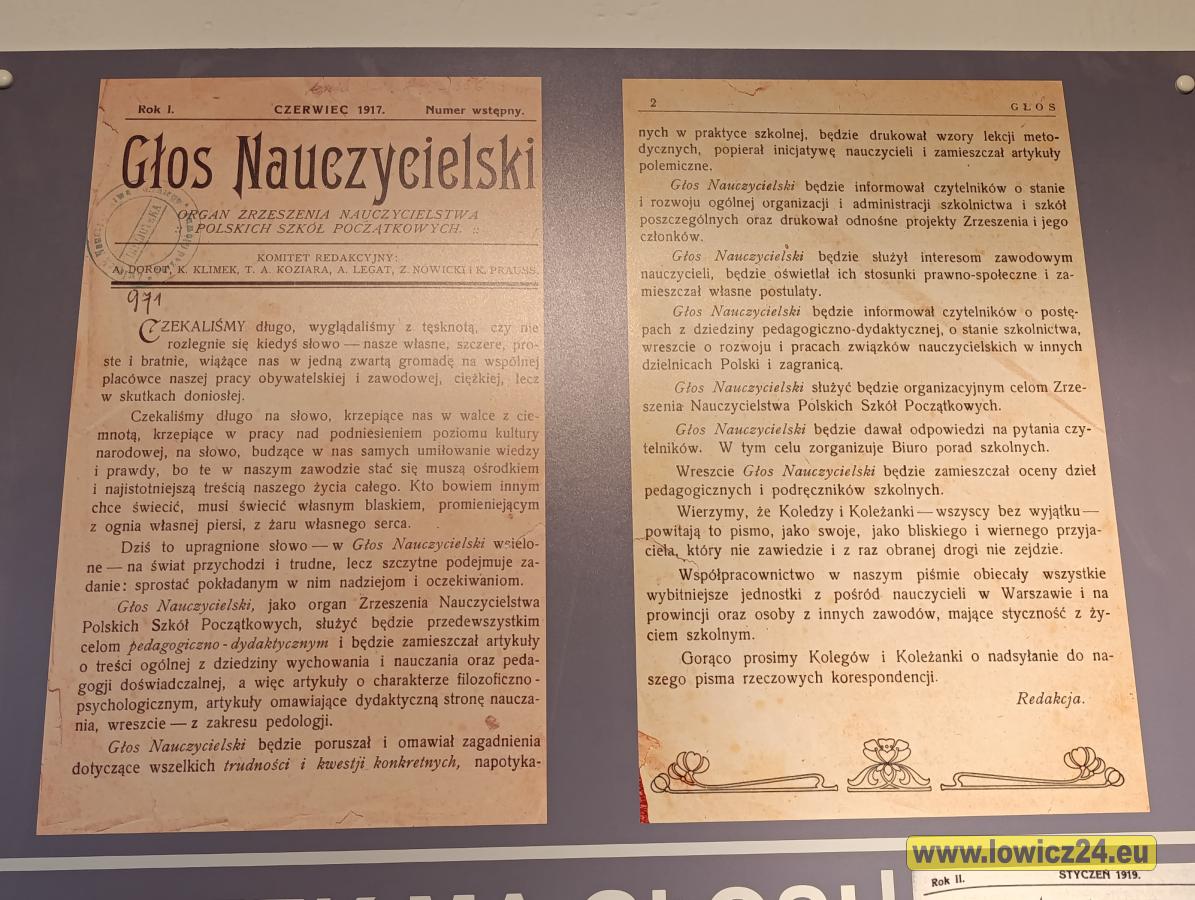 Rok I. CZERWIEC 1917. Numer wstępny.
Głos Nauczycielski
ORGAN ZRZESZENIA NAUCZYCIELSTWA
POLSKICH SZKÓŁ POCZĄTKOWYCH.
KOMITET REDAKCYJNY:
A. DOROT, K. KLIMEK, T. A. KOZIARA, A. LEGAT, Z. NOWICKI i K. PRAUSS.
971
CZEKALIŚMY długo, wyglądaliśmy z tęsknotą, czy nie
rozlegnie się kiedyś słowo — nasze własne, szczere, pro-
ste i bratnie, wiążące nas w jedną zwartą gromadę na wspólnej
placówce naszej pracy obywatelskiej i zawodowej, ciężkiej, lecz
w skutkach doniosłej.
Czekaliśmy długo na słowo, krzepiące nas w walce z cie-
mnotą, krzepiące w pracy nad podniesieniem poziomu kultury
narodowej, na słowo, budzące w nas samych umiłowanie wiedzy
i prawdy, bo te w naszym zawodzie stać się muszą ośrodkiem
i najistotniejszą treścią naszego życia całego. Kto bowiem innym
chce świecić, musi świecić własnym blaskiem, promieniejącym
z ognia własnej piersi, z żaru własnego serca.
Dziś to upragnione słowo — w Głos Nauczycielski wcielo-
ne — na świat przychodzi i trudne, lecz szczytne podejmuje za-
danie: sprostać pokładanym w nim nadziejom i oczekiwaniom.
Głos Nauczycielski, jako organ Zrzeszenia Nauczycielstwa
Polskich Szkół Początkowych, służyć będzie przedewszystkim
celom pedagogiczno-dydaktycznym i będzie zamieszczał artykuły
o treści ogólnej z dziedziny wychowania i nauczania oraz peda-
gogji doświadczalnej, a więc artykuły o charakterze filozoficzno-
psychologicznym, artykuły omawiające dydaktyczną stronę naucza-
nia, wreszcie — z zakresu pedologji.
Głos Nauczycielski będzie poruszał i omawiał zagadnienia
dotyczące wszelkich trudności i kwestji konkretnych, napotyka-
2 GŁOS
nych w praktyce szkolnej, będzie drukował wzory lekcji meto-
dycznych, popierał inicjatywę nauczycieli i zamieszczał artykuły
polemiczne.
Głos Nauczycielski będzie informował czytelników o stanie
i rozwoju ogólnej organizacji i administracji szkolnictwa i szkół
poszczególnych oraz drukował odnośne projekty Zrzeszenia i jego
członków.
Głos Nauczycielski będzie służył interesom zawodowym
nauczycieli, będzie oświetlał ich stosunki prawno-społeczne i za-
mieszczał własne postulaty.
Głos Nauczycielski będzie informował czytelników o postę-
pach z dziedziny pedagogiczno-dydaktycznej, o stanie szkolnictwa,
wreszcie o rozwoju i pracach związków nauczycielskich w innych
dzielnicach Polski i zagranicą.
Głos Nauczycielski służyć będzie organizacyjnym celom Zrze-
szenia Nauczycielstwa Polskich Szkół Początkowych.
Głos Nauczycielski będzie dawał odpowiedzi na pytania czy-
telników. W tym celu zorganizuje Biuro porad szkolnych.
Wreszcie Głos Nauczycielski będzie zamieszczał oceny dzieł
pedagogicznych i podręczników szkolnych.
Wierzymy, że Koledzy i Koleżanki — wszyscy bez wyjątku —
powitają to pismo, jako swoje, jako bliskiego i wiernego przyja-
ciela, który nie zawiedzie i z raz obranej drogi nie zejdzie.
Współpracownictwo w naszym piśmie obiecały wszystkie
wybitniejsze jednostki z pośród nauczycieli w Warszawie i na
prowincji oraz osoby z innych zawodów, mające styczność z ży-
ciem szkolnym.
Gorąco prosimy Kolegów i Koleżanki o nadsyłanie do na-
szego pisma rzeczowych korespondencji.
Redakcja.
www.lowicz24.eu
Rok II. STYCZEŃ 1919.